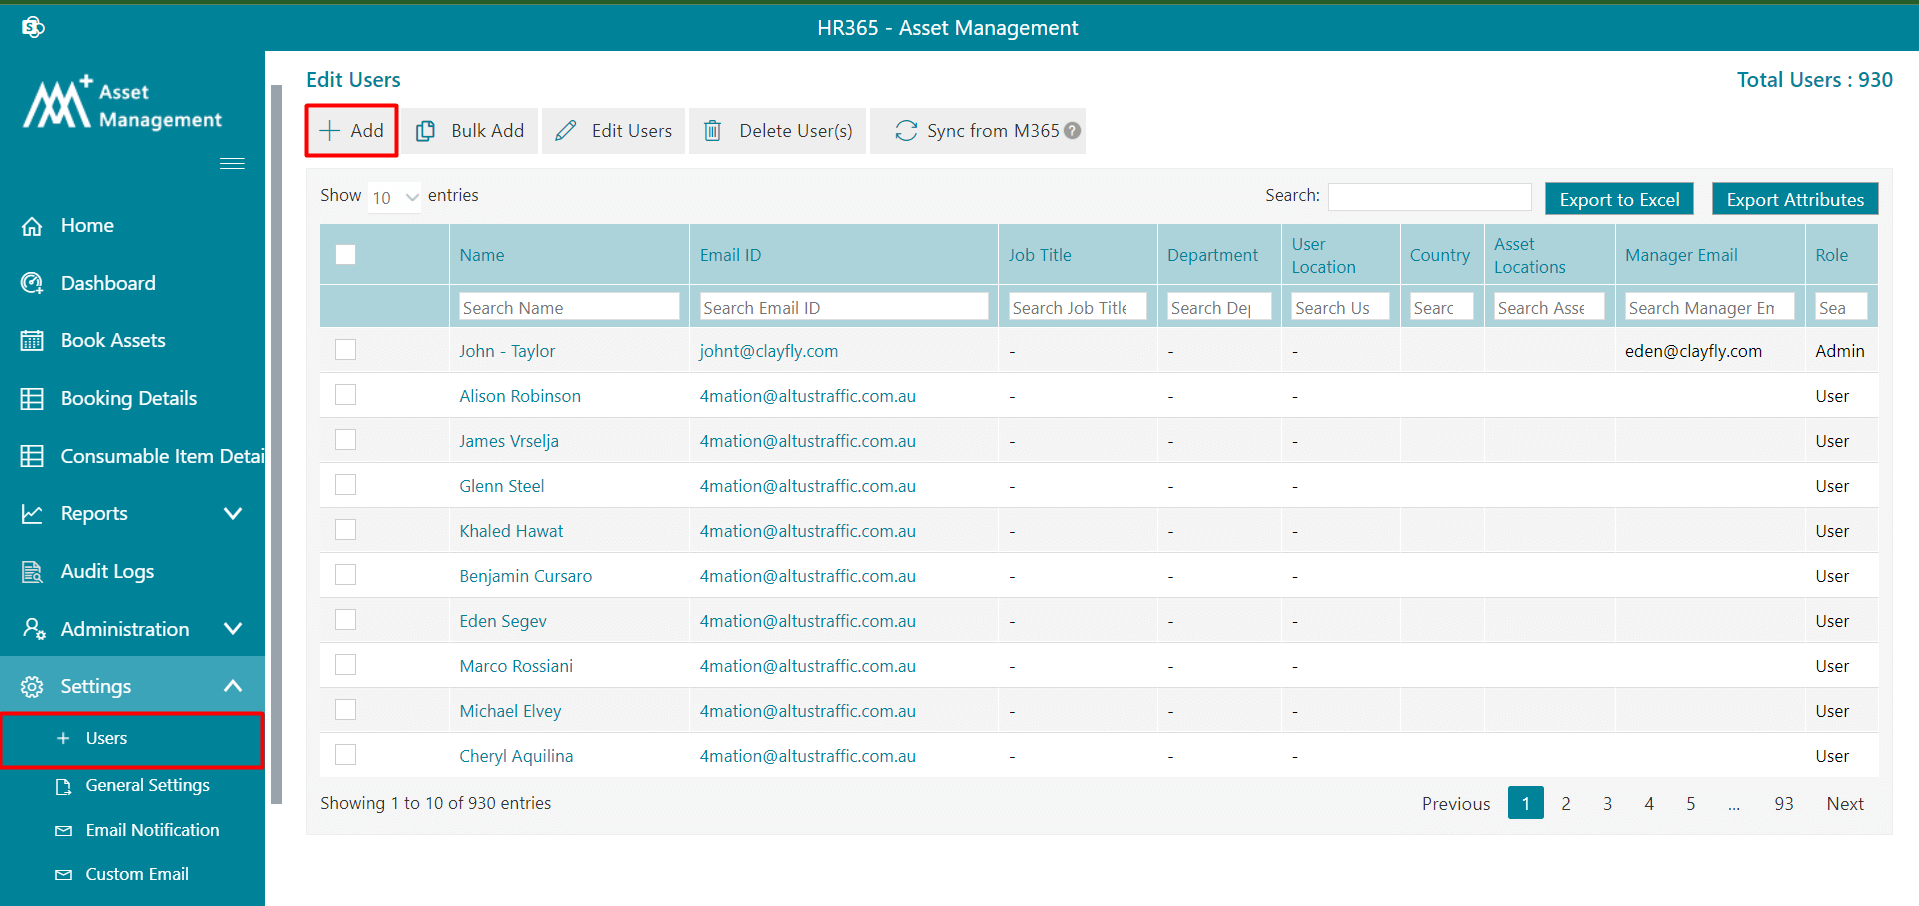 HR365 - Asset Management
Asset
Management
Home
Dashboard
Book Assets
Booking Details
Consumable Item Detai
Reports
Audit Logs
Administration
Settings
Users
General Settings
Email Notification
Custom Email
Edit Users
Total Users : 930
Add
Bulk Add
Edit Users
Delete User(s)
Sync from M365 ?
Show 10 entries
Search:
Export to Excel
Export Attributes
Name
Email ID
Job Title
Department
User
Location
Country
Asset
Locations
Manager Email
Role
Search Name
Search Email ID
Search Job Title
Search Dep
Search Us
Searc
Search Asse
Search Manager Em
Sea
John - Taylor johnt@clayfly.com - - - eden@clayfly.com Admin
Alison Robinson 4mation@altustraffic.com.au - - - User
James Vrselja 4mation@altustraffic.com.au - - - User
Glenn Steel 4mation@altustraffic.com.au - - - User
Khaled Hawat 4mation@altustraffic.com.au - - - User
Benjamin Cursaro 4mation@altustraffic.com.au - - - User
Eden Segev 4mation@altustraffic.com.au - - - User
Marco Rossiani 4mation@altustraffic.com.au - - - User
Michael Elvey 4mation@altustraffic.com.au - - - User
Cheryl Aquilina 4mation@altustraffic.com.au - - - User
Showing 1 to 10 of 930 entries
Previous 1 2 3 4 5 ... 93 Next